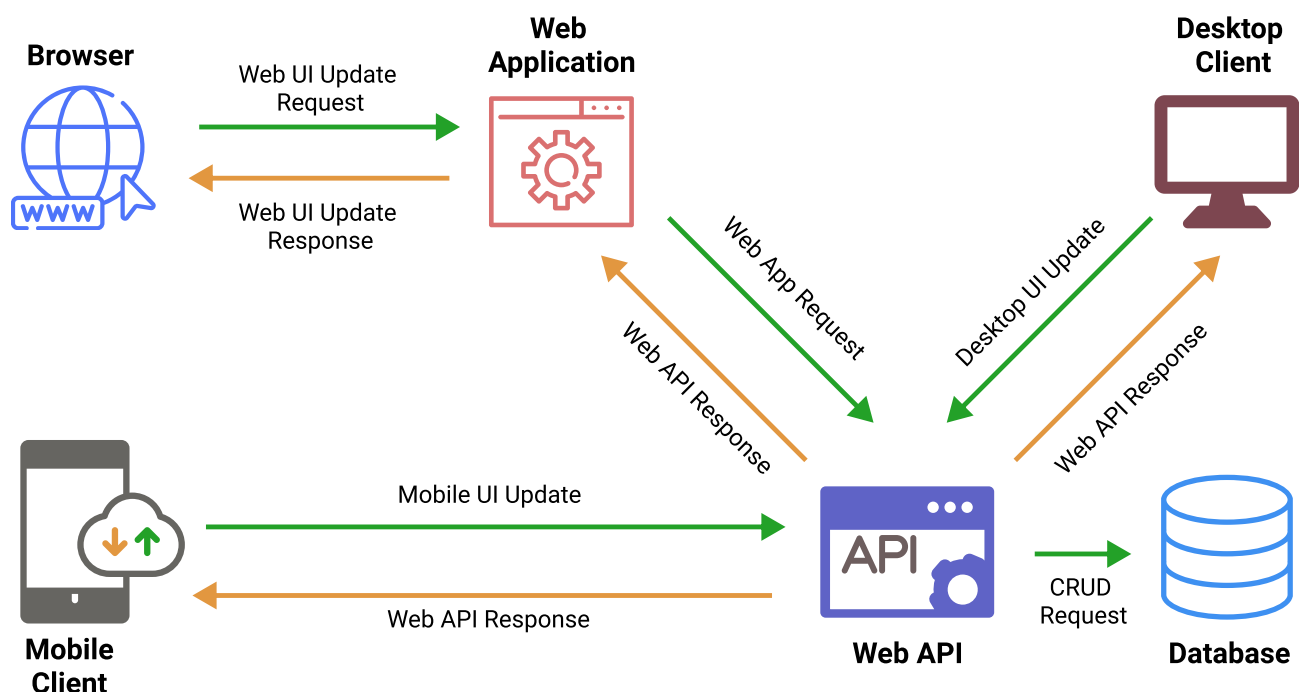 Browser
Web UI Update
Request
Web
Application
Desktop
Client
WWW
Web UI Update
Response
Web App Request
Web API Response
Desktop UI Update
Web API Response
Mobile UI Update
Web API Response
API
CRUD
Request
Mobile
Client
Web API
Database